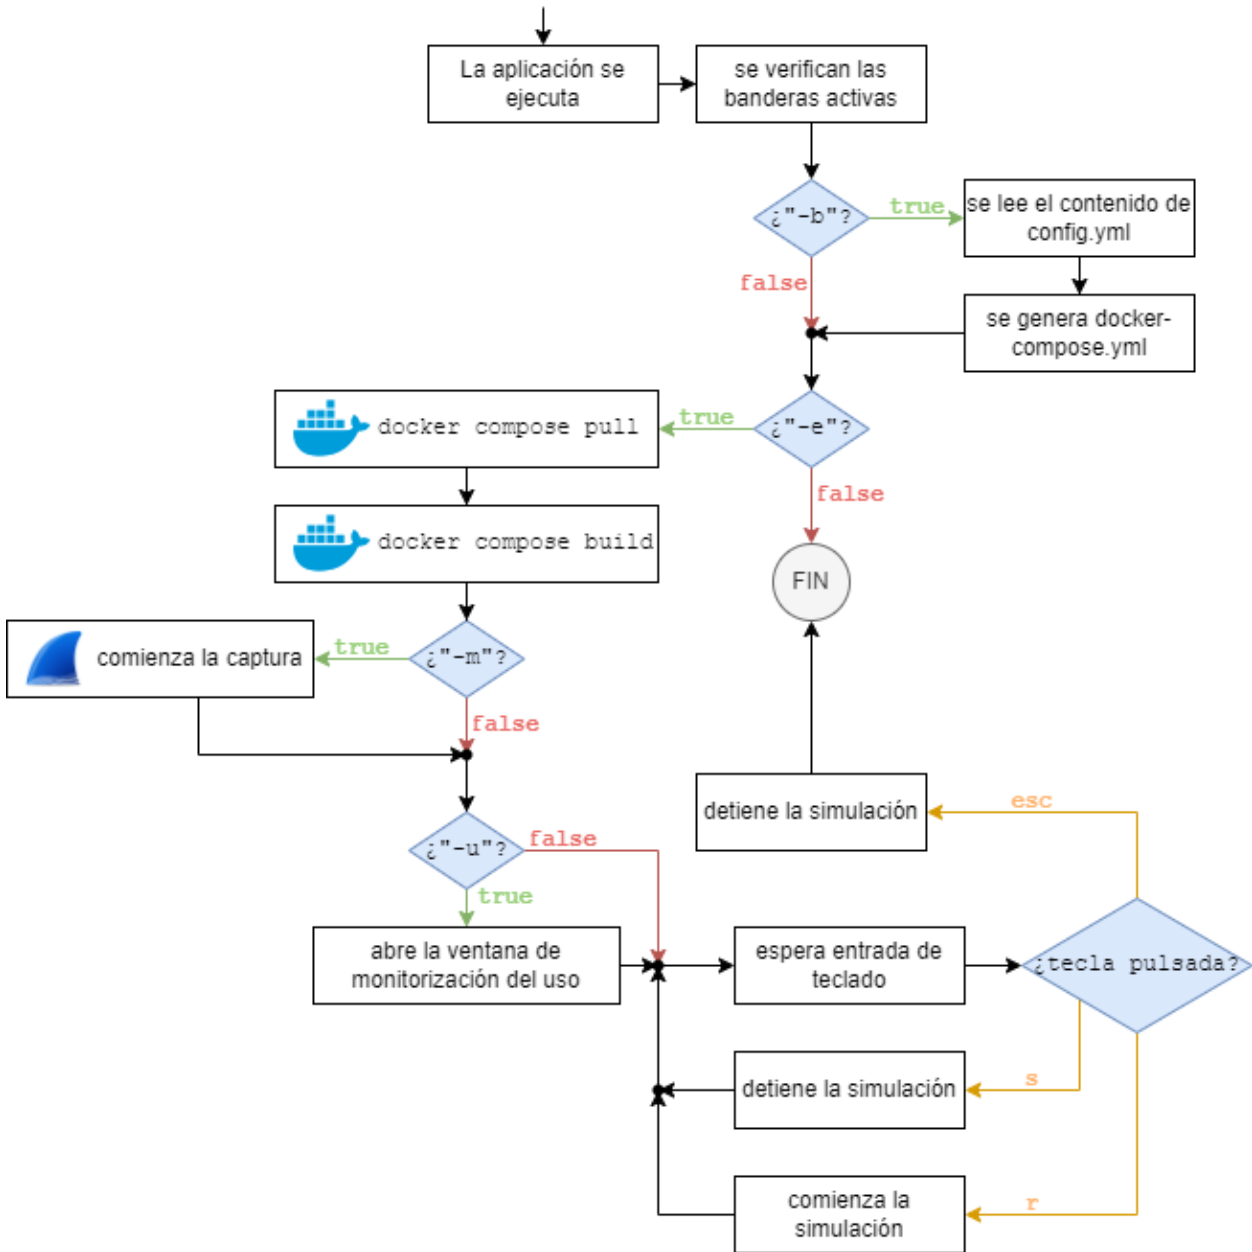 La aplicación se
ejecuta
se verifican las
banderas activas
¿"-b"?
true
se lee el contenido de
config.yml
false
se genera docker-
compose.yml
¿"-e"?
true
docker compose pull
false
docker compose build
FIN
¿"-m"?
true
comienza la captura
false
¿"-u"?
false
true
detiene la simulación
esc
abre la ventana de
monitorización del uso
espera entrada de
teclado
¿tecla pulsada?
detiene la simulación
s
comienza la
simulación
r